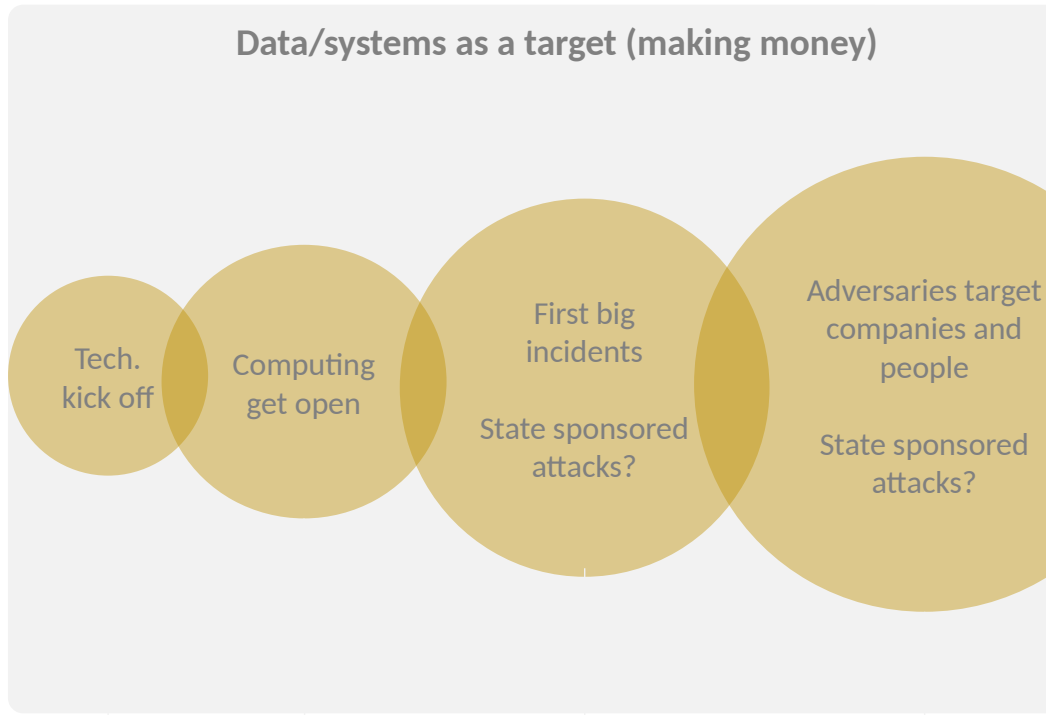 Data/systems as a target (making money)
Tech.
kick off
Computing
get open
First big
incidents
State sponsored
attacks?
Adversaries target
companies and
people
State sponsored
attacks?